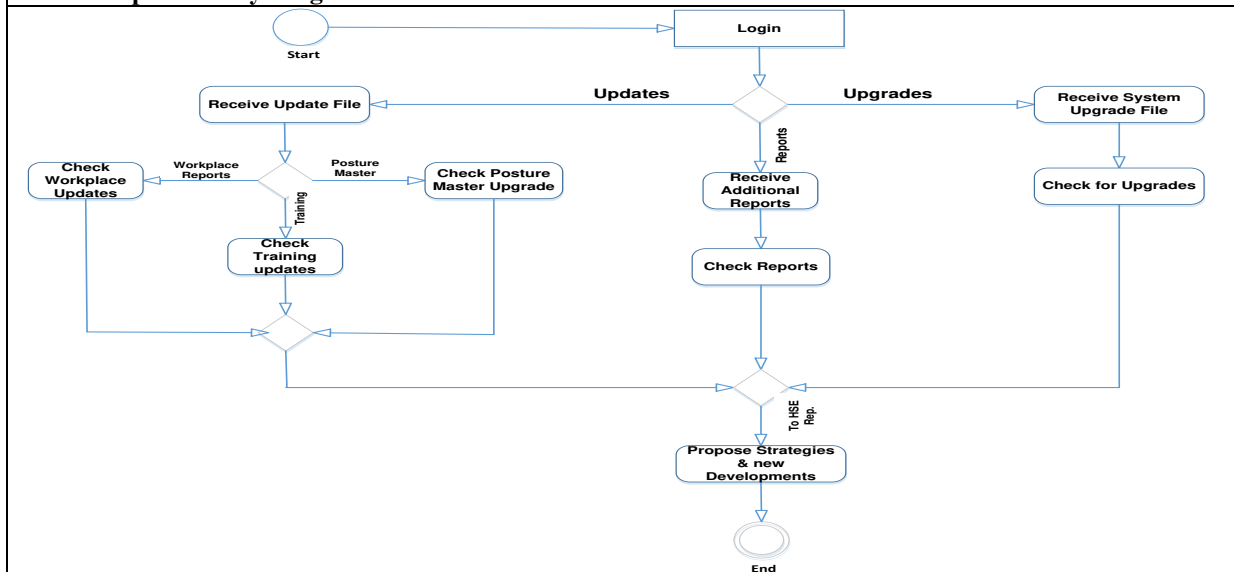 Login
Start
Updates
Upgrades
Receive Update File
Receive System
Upgrade File
Reports
Workplace
Reports
Posture
Master
Check
Workplace
Updates
Check Posture
Master Upgrade
Receive
Additional
Reports
Check for Upgrades
Training
Check
Training
updates
Check Reports
To HSE
Rep.
Propose Strategies
& new
Developments
End